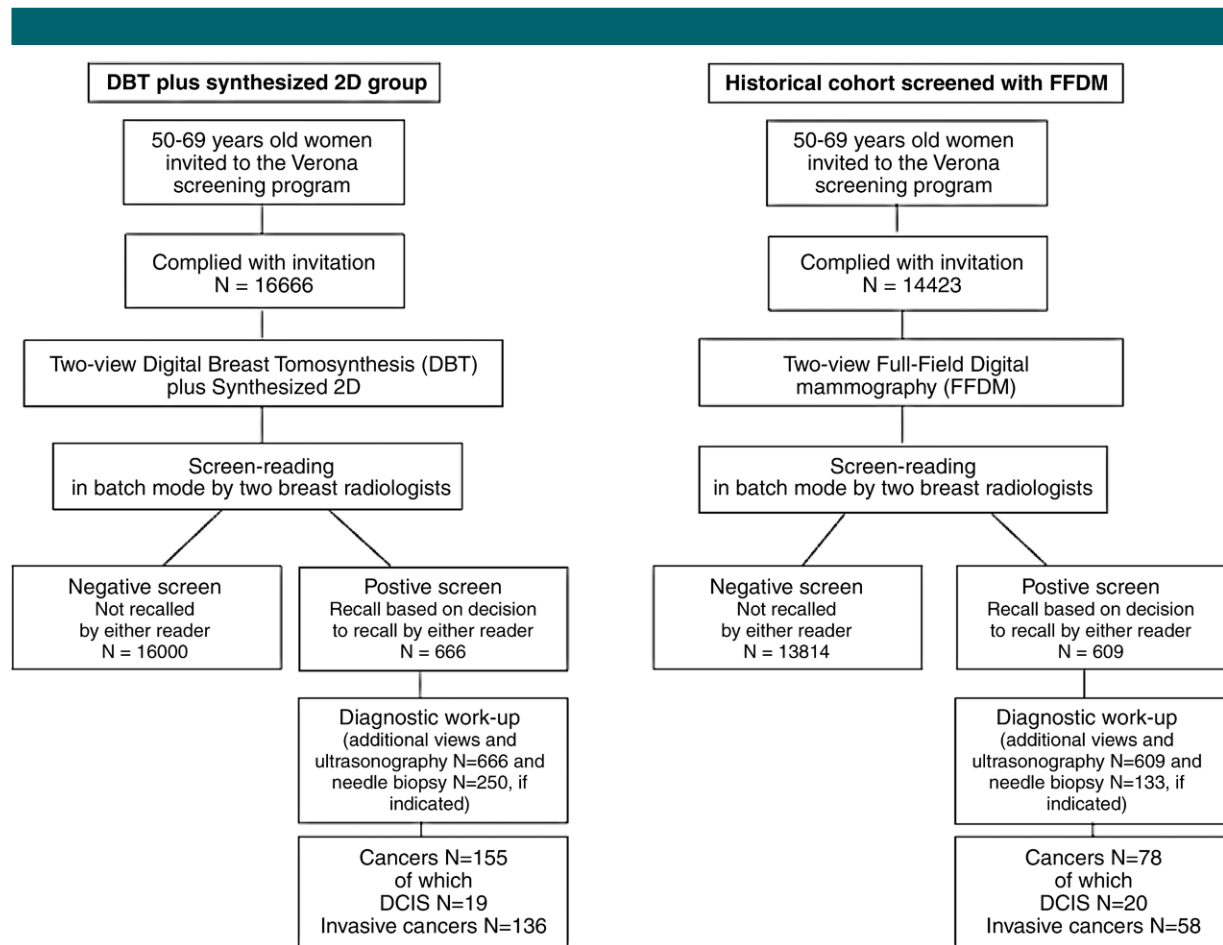 DBT plus synthesized 2D group
50-69 years old women
invited to the Verona
screening program
Complied with invitation
N = 16666
Two-view Digital Breast Tomosynthesis (DBT)
plus Synthesized 2D
Screen-reading
in batch mode by two breast radiologists
Negative screen
Not recalled
by either reader
N = 16000
Postive screen
Recall based on decision
to recall by either reader
N = 666
Diagnostic work-up
(additional views and
ultrasonography N=666 and
needle biopsy N=250, if
indicated)
Cancers N=155
of which
DCIS N=19
Invasive cancers N=136
Historical cohort screened with FFDM
50-69 years old women
invited to the Verona
screening program
Complied with invitation
N = 14423
Two-view Full-Field Digital
mammography (FFDM)
Screen-reading
in batch mode by two breast radiologists
Negative screen
Not recalled
by either reader
N = 13814
Postive screen
Recall based on decision
to recall by either reader
N = 609
Diagnostic work-up
(additional views and
ultrasonography N=609 and
needle biopsy N=133, if
indicated)
Cancers N=78
of which
DCIS N=20
Invasive cancers N=58